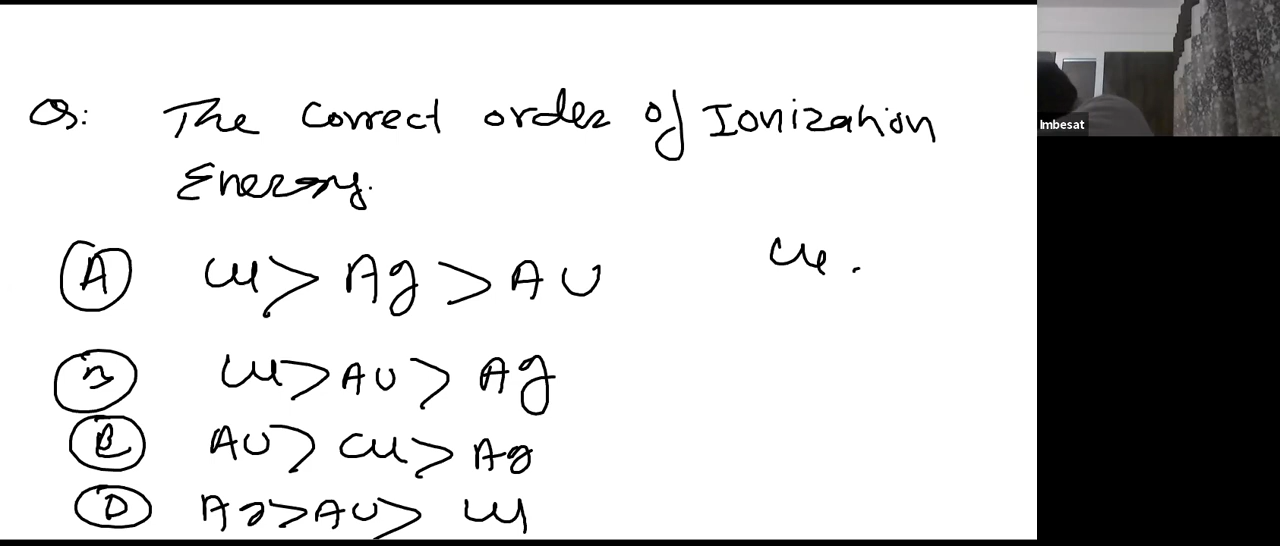 Q: The Correct order of Ionization
Energy.
Cu.
A Cu > Ag > AU
B Cu > AU > Ag
C AU > Cu > Ag
D Ag > AU > Cu
Imbesat